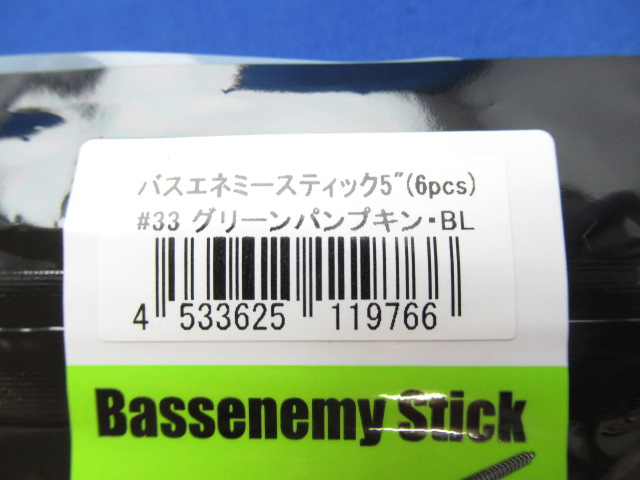 バスエネミースティック5"(6pcs)
#33 グリーンパンプキン・BL
4 533625 119766
Bassenemy Stick